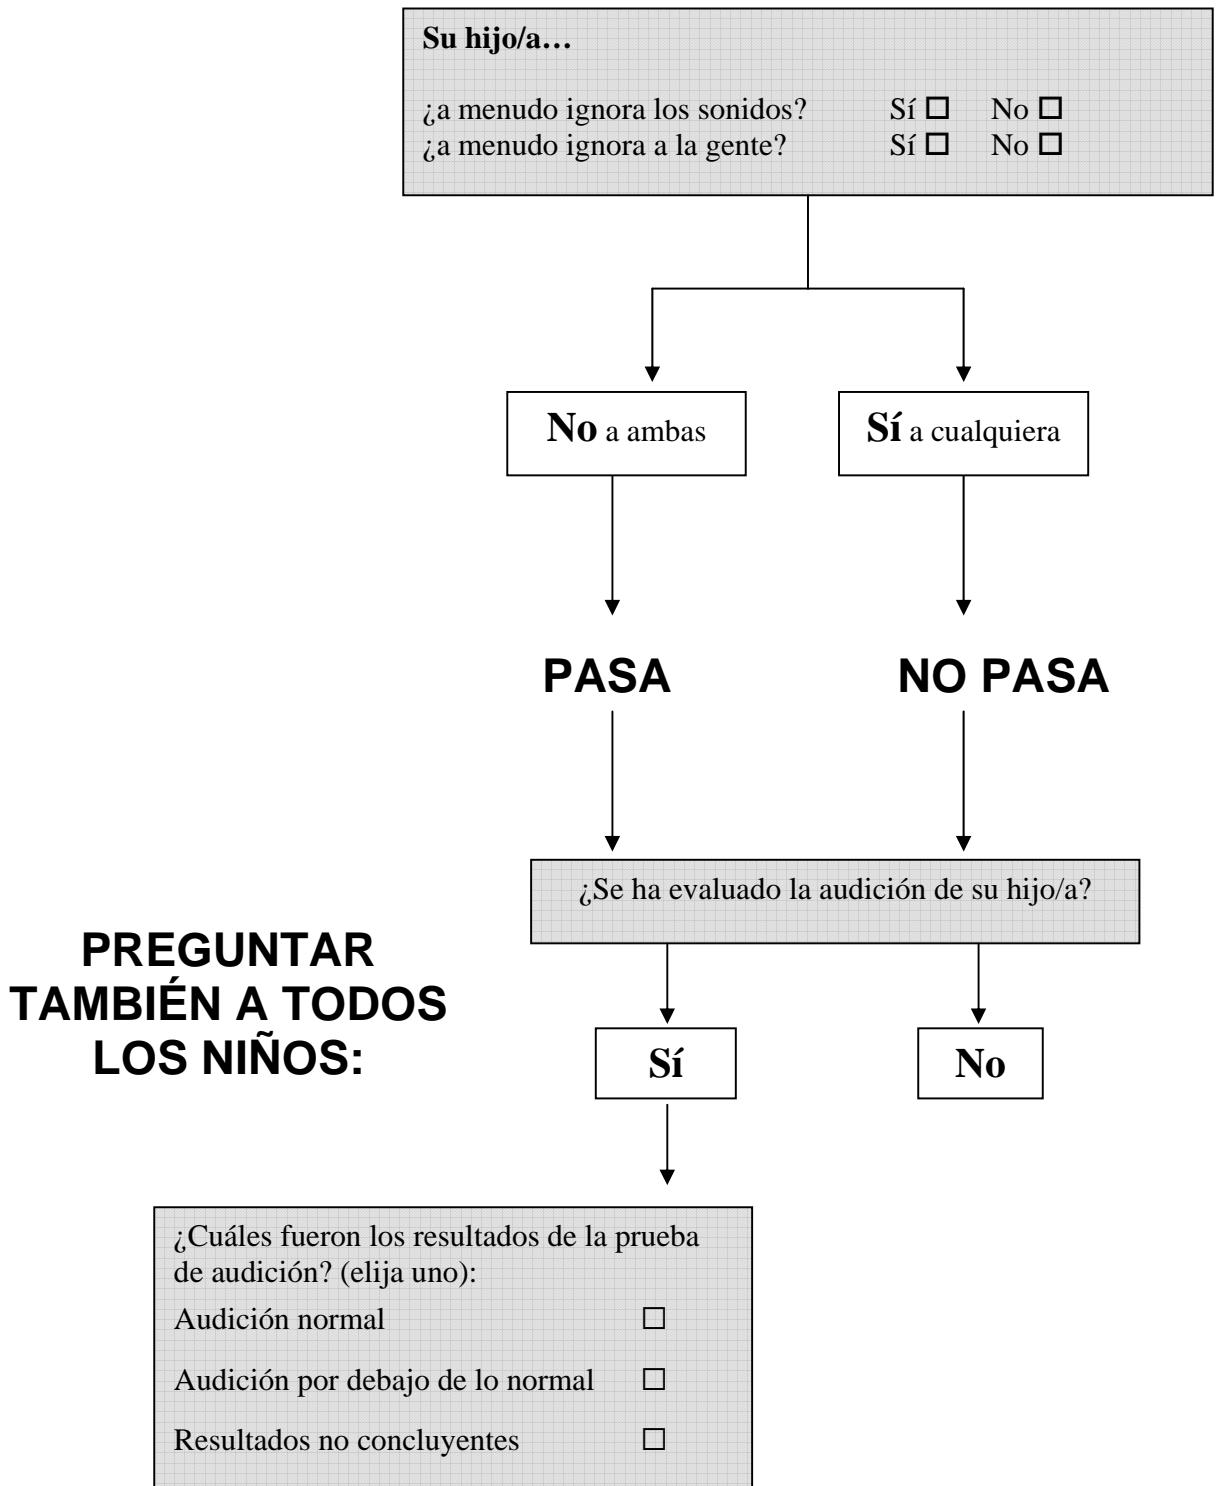 Su hijo/a…
¿a menudo ignora los sonidos? Sí ☐ No ☐
¿a menudo ignora a la gente? Sí ☐ No ☐
No a ambas
Sí a cualquiera
PASA
NO PASA
¿Se ha evaluado la audición de su hijo/a?
PREGUNTAR
TAMBIÉN A TODOS
LOS NIÑOS:
Sí
No
¿Cuáles fueron los resultados de la prueba
de audición? (elija uno):
Audición normal ☐
Audición por debajo de lo normal ☐
Resultados no concluyentes ☐